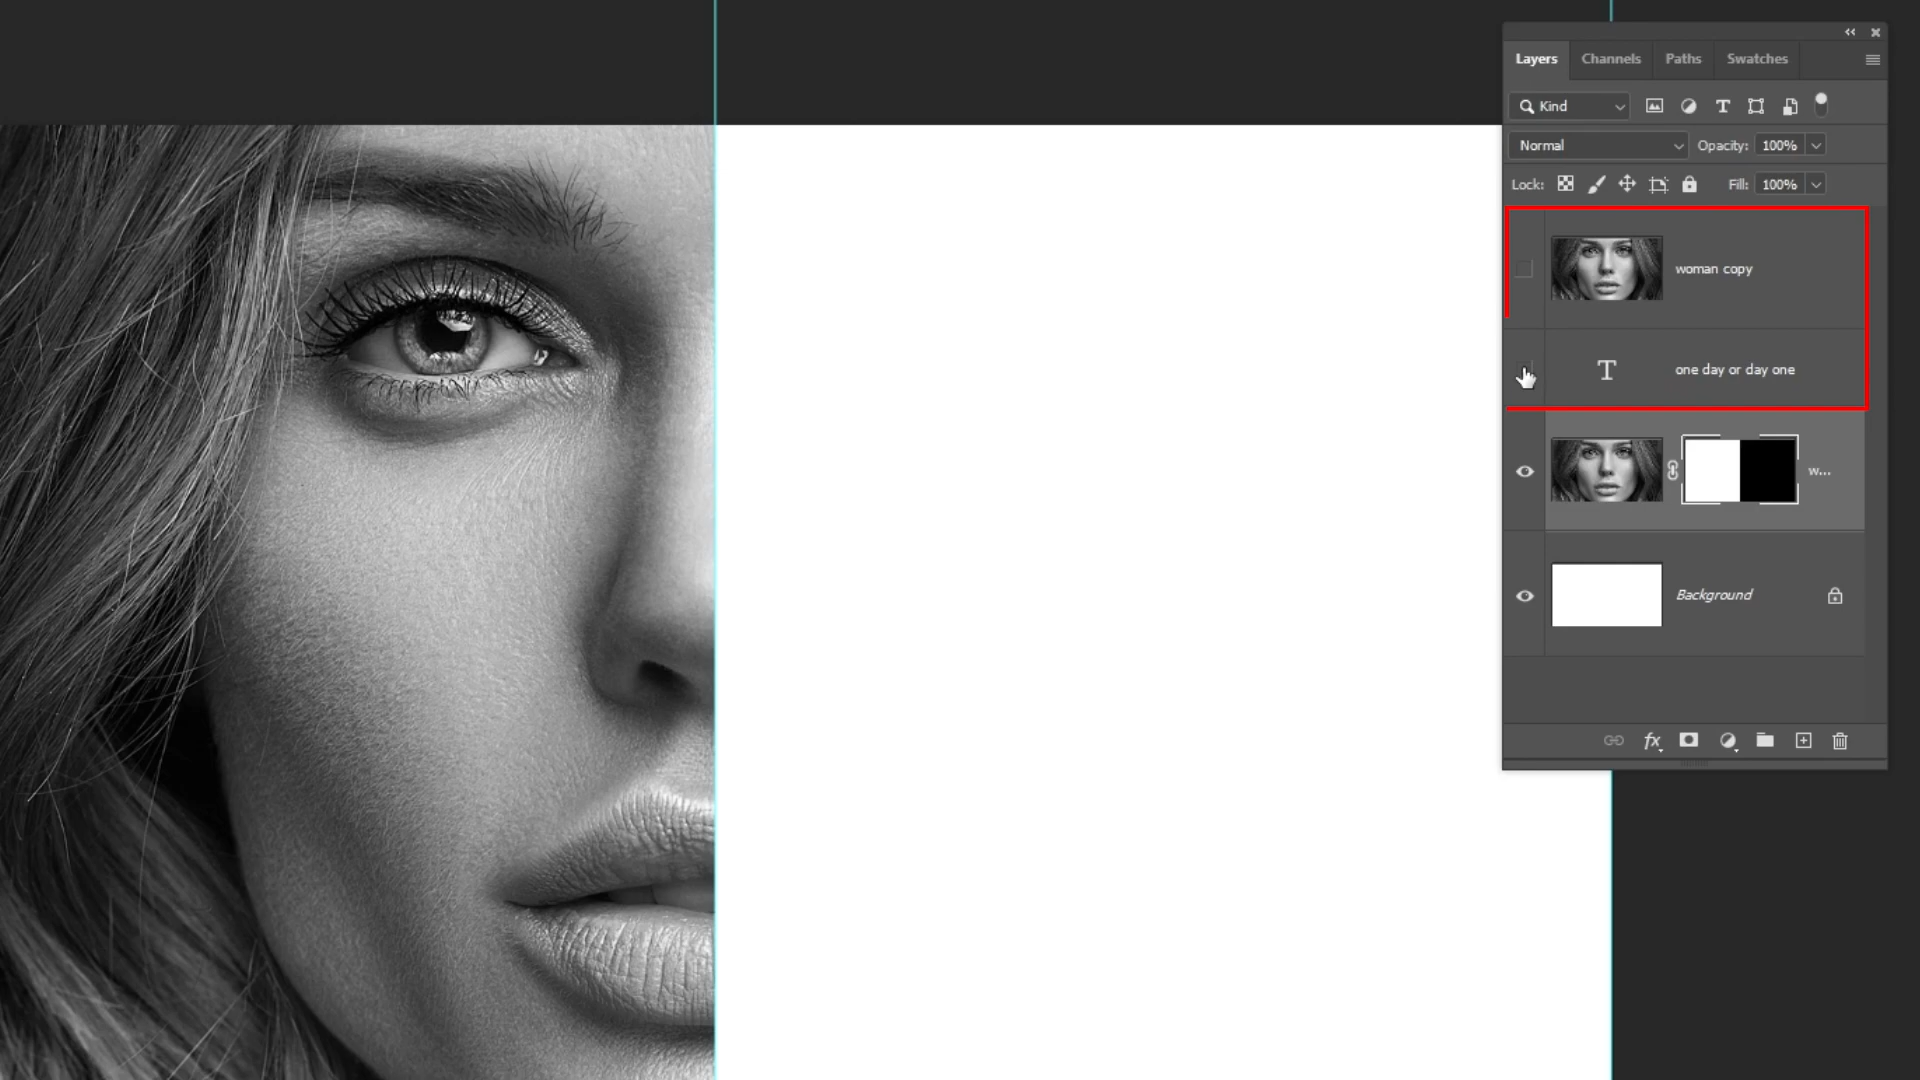 Layers Channels Paths Swatches
Kind
Normal Opacity: 100%
Lock: Fill: 100%
woman copy
T one day or day one
w...
Background
fx